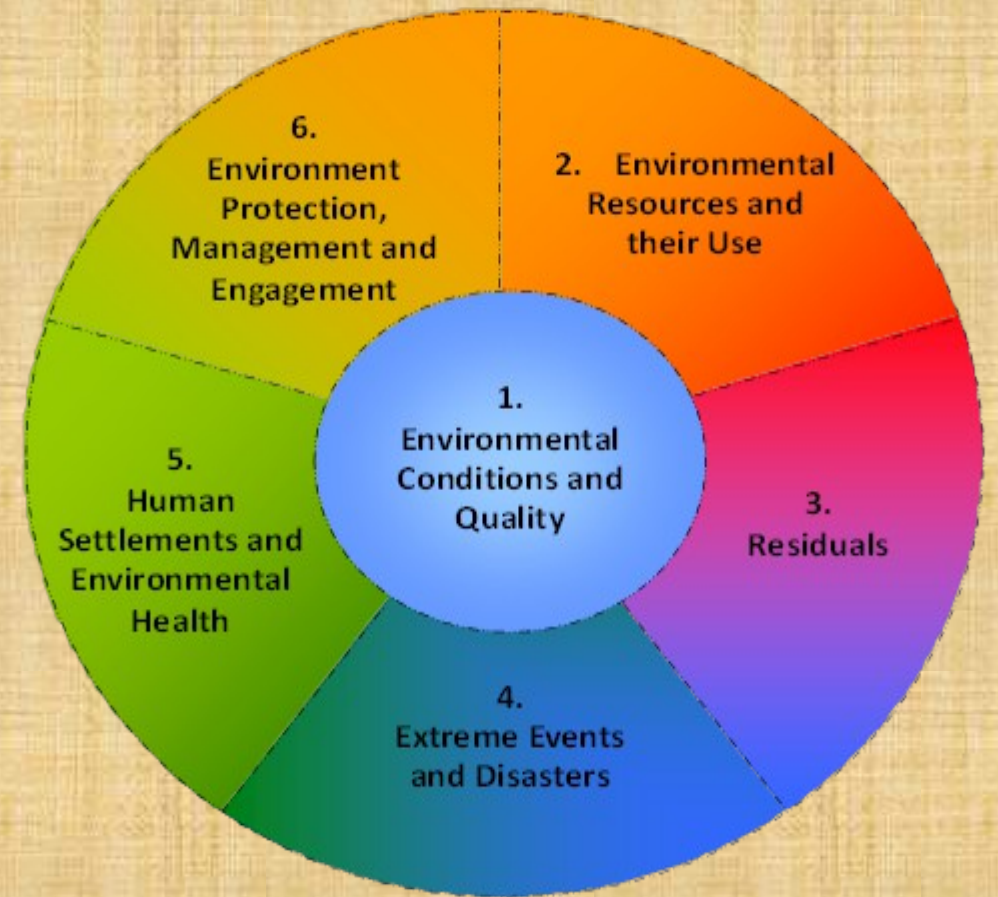 1.
Environmental
Conditions and
Quality
2. Environmental
Resources and
their Use
3.
Residuals
4.
Extreme Events
and Disasters
5.
Human
Settlements and
Environmental
Health
6.
Environment
Protection,
Management and
Engagement